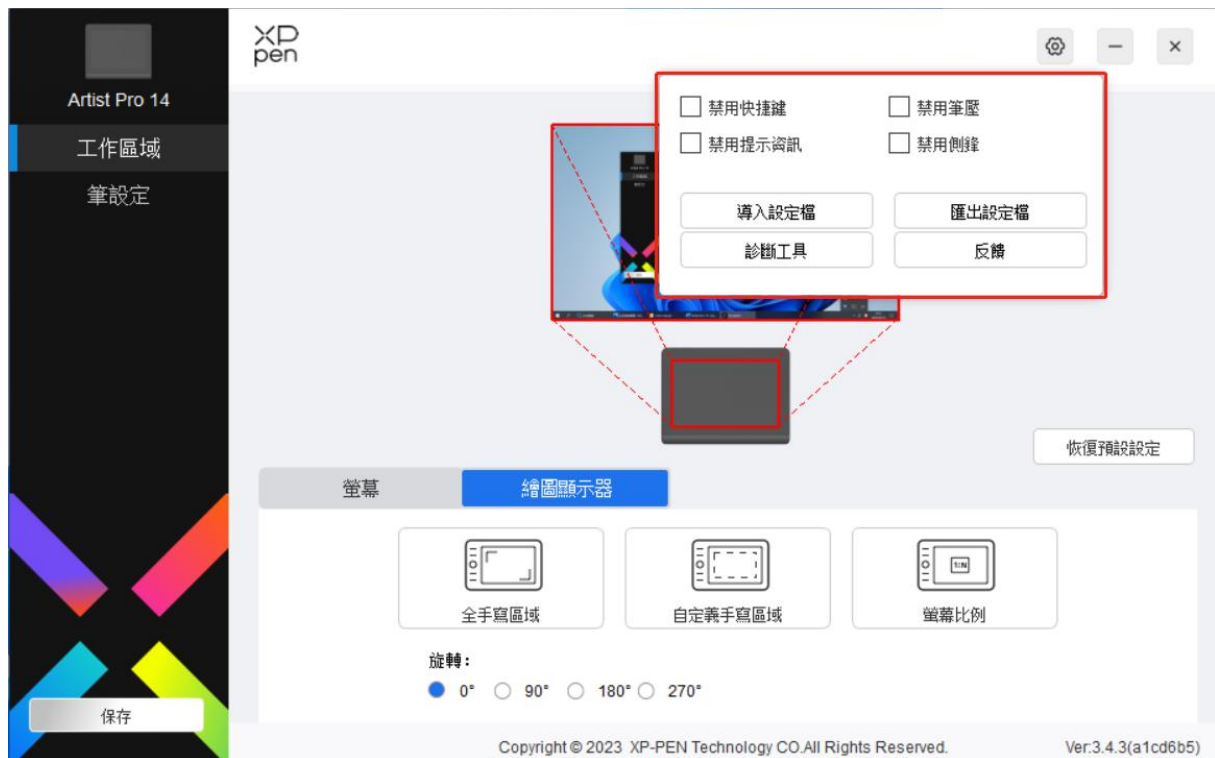 XP
pen
Artist Pro 14
工作區域
筆設定
禁用快捷鍵 禁用筆壓
禁用提示資訊 禁用側鋒
導入設定檔 匯出設定檔
診斷工具 反饋
恢復預設設定
螢幕 繪圖顯示器
1:N
全手寫區域 自定義手寫區域 螢幕比例
旋轉：
0° 90° 180° 270°
保存
Copyright © 2023 XP-PEN Technology CO.All Rights Reserved. Ver:3.4.3(a1cd6b5)